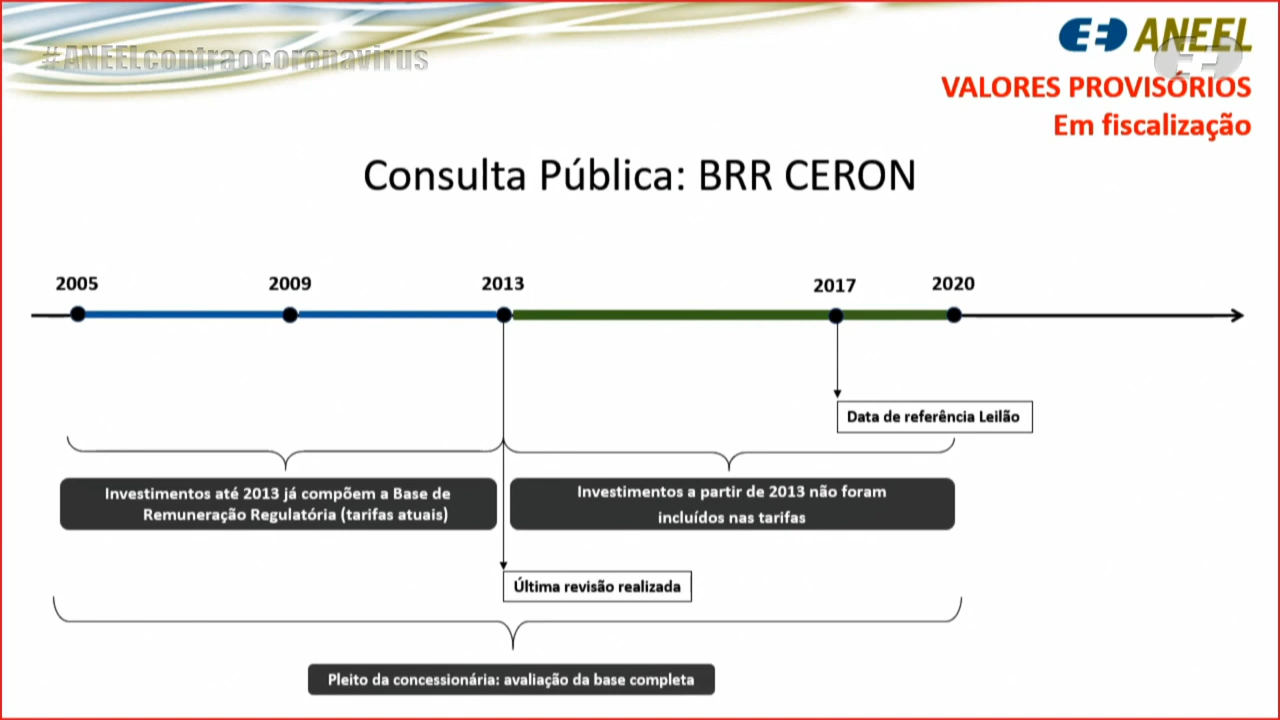 #ANEELcontraocoronavirus
ANEEL
VALORES PROVISÓRIOS
Em fiscalização
Consulta Pública: BRR CERON
2005
2009
2013
2017
2020
Data de referência Leilão
Investimentos até 2013 já compõem a Base de
Remuneração Regulatória (tarifas atuais)
Investimentos a partir de 2013 não foram
incluídos nas tarifas
Última revisão realizada
Pleito da concessionária: avaliação da base completa